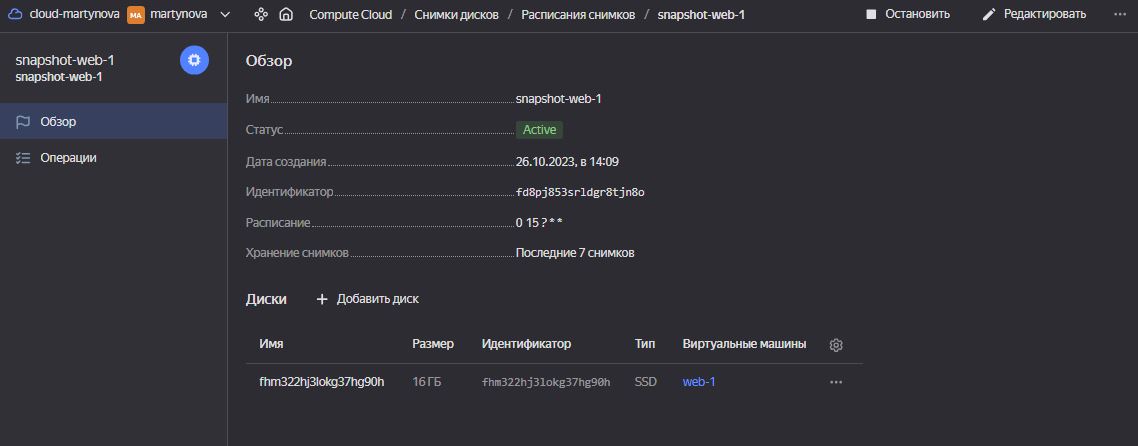 cloud-martynova MA martynova Compute Cloud / Снимки дисков / Расписания снимков / snapshot-web-1 Остановить Редактировать
snapshot-web-1
snapshot-web-1
Обзор
Операции
Обзор
Имя snapshot-web-1
Статус Active
Дата создания 26.10.2023, в 14:09
Идентификатор fd8pj853srldgr8tjn8o
Расписание 0 15 ? * *
Хранение снимков Последние 7 снимков
Диски + Добавить диск
Имя Размер Идентификатор Тип Виртуальные машины
fhm322hj3lokg37hg90h 16 ГБ fhm322hj3lokg37hg90h SSD web-1